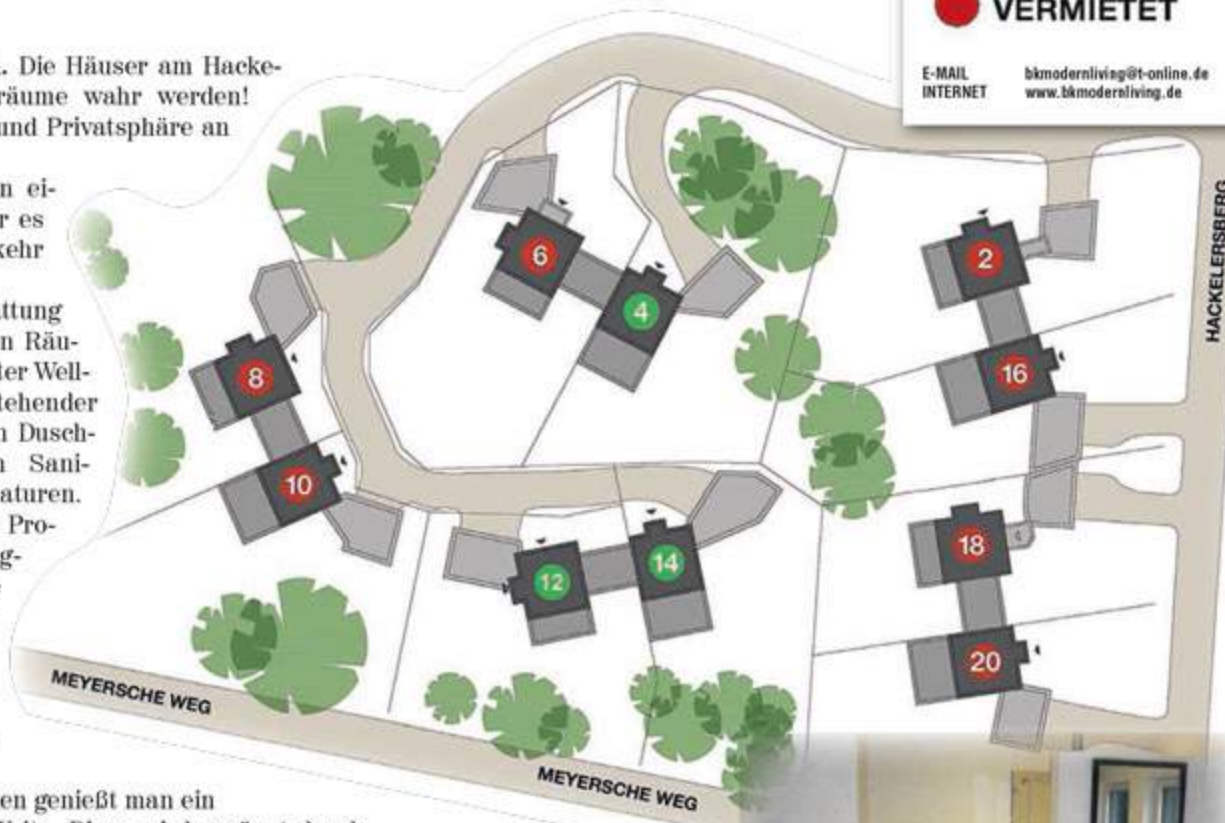 VERMIETET
E-MAIL bkmodernliving@t-online.de
INTERNET www.bkmodernliving.de
. Die Häuser am Hacke-
räume wahr werden!
und Privatsphäre an
n ei-
r es
kehr
ttung
n Räu-
ter Well-
tehender
n Dusch-
n Sani-
aturen.
Pro-
g-
en genießt man ein
6
4
2
8
16
10
12
14
18
20
HACKELERSBERG
MEYERSCHE WEG
MEYERSCHE WEG